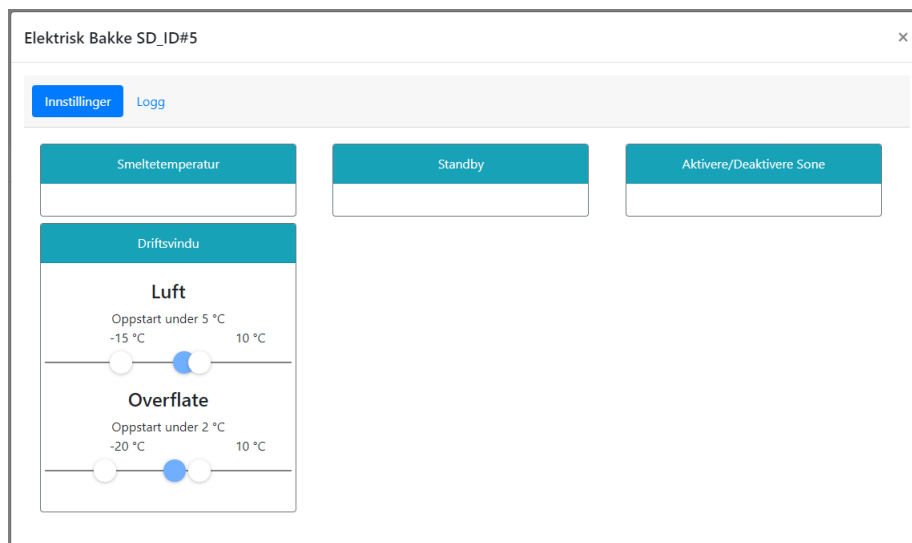 Elektrisk Bakke SD_ID#5
×
Innstillinger Logg
Smeltetemperatur
Standby
Aktivere/Deaktivere Sone
Driftsvindu
Luft
Oppstart under 5 °C
-15 °C 10 °C
Overflate
Oppstart under 2 °C
-20 °C 10 °C